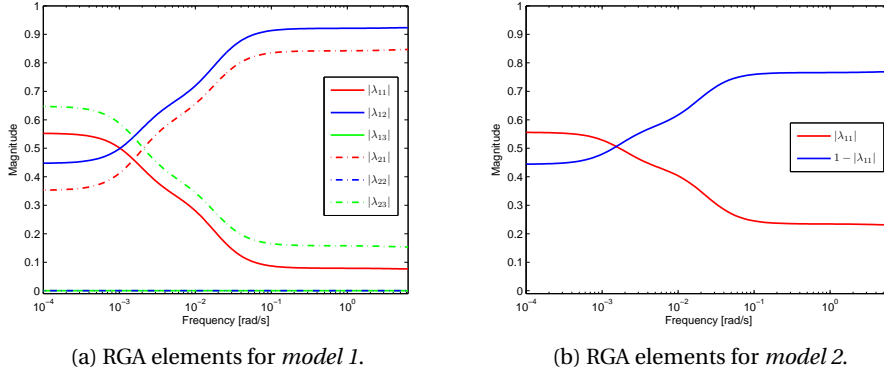 1
0.9
0.8
0.7
0.6
0.5
0.4
0.3
0.2
0.1
0
Magnitude
10⁻⁴ 10⁻³ 10⁻² 10⁻¹ 10⁰
Frequency [rad/s]
|λ₁₁|
|λ₁₂|
|λ₁₃|
|λ₂₁|
|λ₂₂|
|λ₂₃|
(a) RGA elements for model 1.
1
0.9
0.8
0.7
0.6
0.5
0.4
0.3
0.2
0.1
0
Magnitude
10⁻⁴ 10⁻³ 10⁻² 10⁻¹ 10⁰
Frequency [rad/s]
|λ₁₁|
1 − |λ₁₁|
(b) RGA elements for model 2.